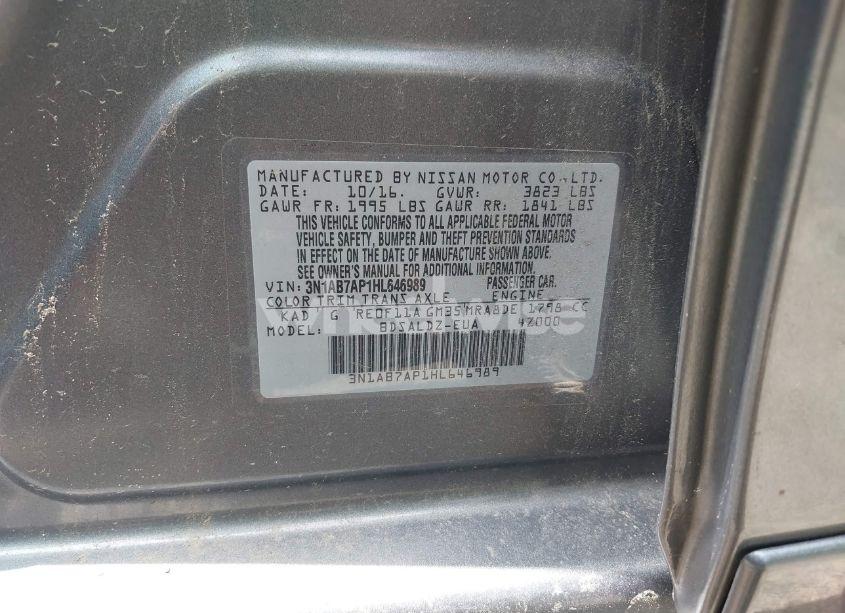 MANUFACTURED BY NISSAN MOTOR CO.,LTD.
DATE: 10/16. GVWR: 3823 LBS
GAWR FR: 1995 LBS GAWR RR: 1841 LBS
THIS VEHICLE CONFORMS TO ALL APPLICABLE FEDERAL MOTOR
VEHICLE SAFETY, BUMPER AND THEFT PREVENTION STANDARDS
IN EFFECT ON THE DATE OF MANUFACTURE SHOWN ABOVE.
SEE OWNER'S MANUAL FOR ADDITIONAL INFORMATION.
VIN: 3N1AB7AP1HL646989 PASSENGER CAR.
COLOR TRIM TRANS AXLE ENGINE
KAD G RE0F11A GM35 MRA8DE 1798 CC
MODEL: BDSALDZ-EUA 42000
3N1AB7AP1HL646989